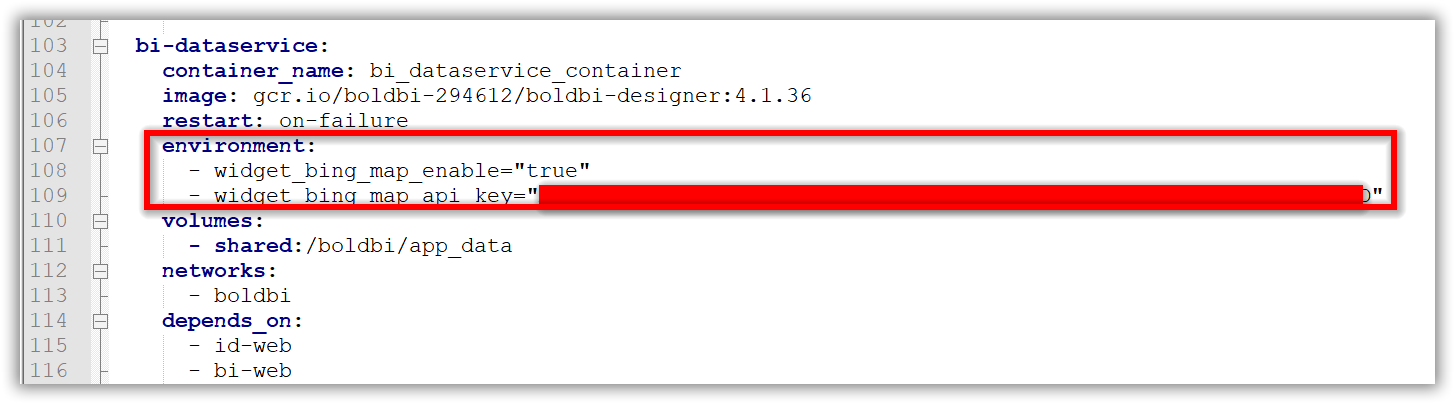 102
103 bi-dataservice:
104 container_name: bi_dataservice_container
105 image: gcr.io/boldbi-294612/boldbi-designer:4.1.36
106 restart: on-failure
107 environment:
108 - widget_bing_map_enable="true"
109 - widget_bing_map_api_key=" "
110 volumes:
111 - shared:/boldbi/app_data
112 networks:
113 - boldbi
114 depends_on:
115 - id-web
116 - bi-web